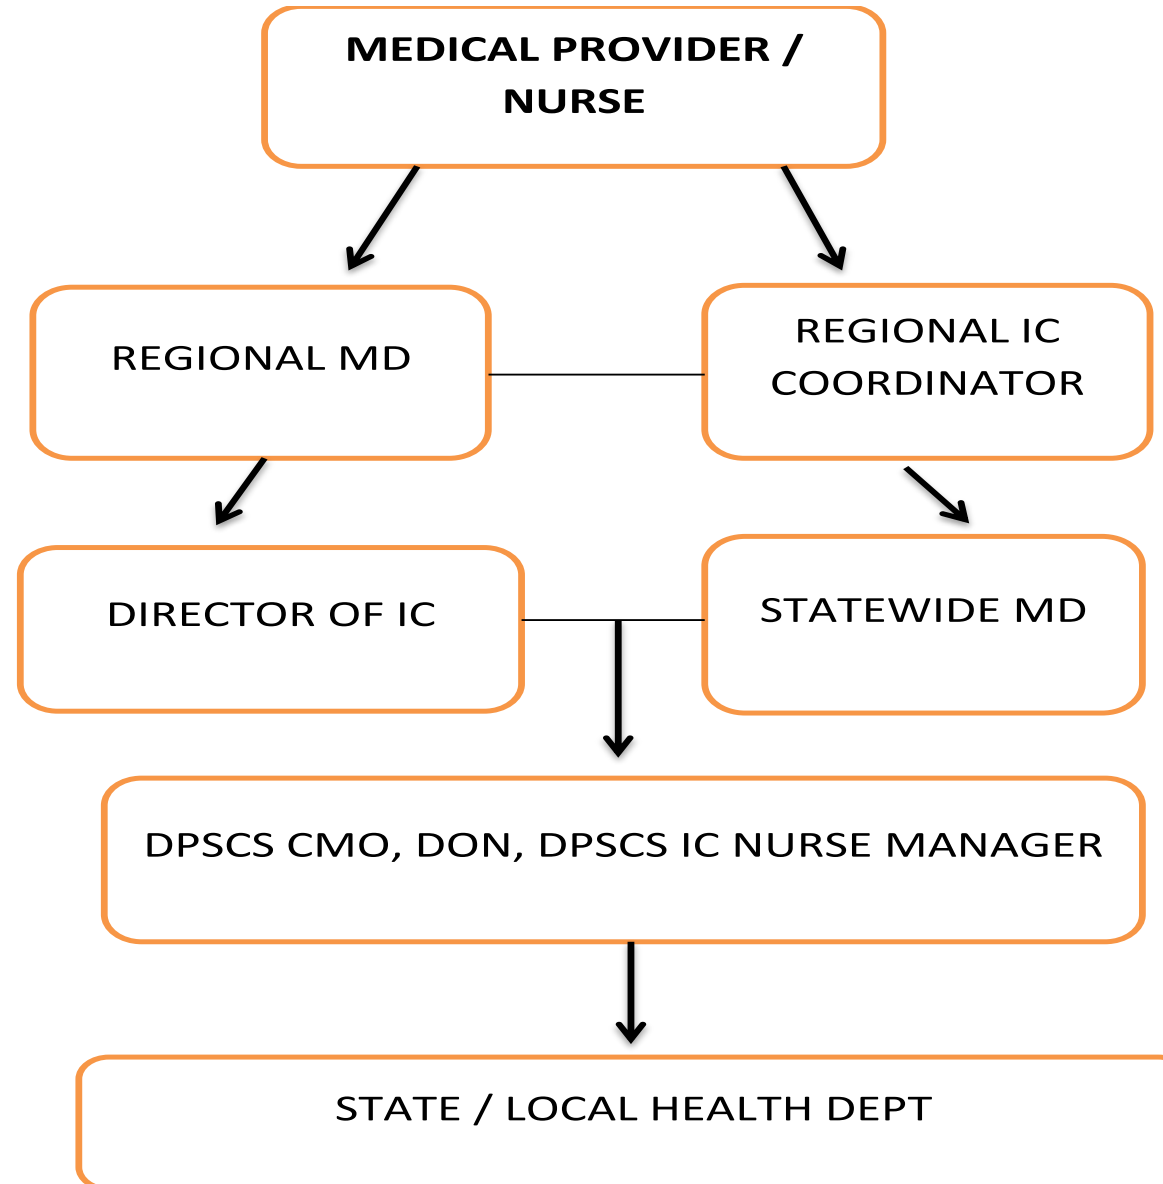 MEDICAL PROVIDER /
NURSE
REGIONAL MD
REGIONAL IC
COORDINATOR
DIRECTOR OF IC
STATEWIDE MD
DPSCS CMO, DON, DPSCS IC NURSE MANAGER
STATE / LOCAL HEALTH DEPT